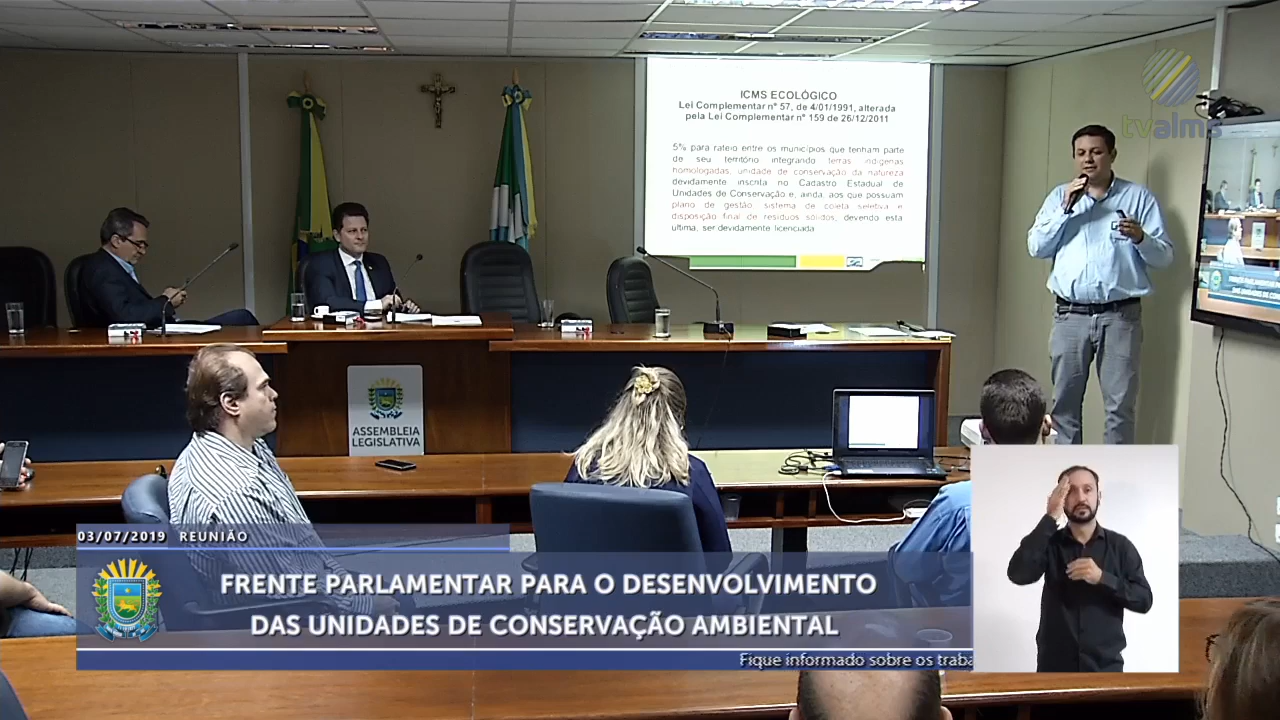 tvalms
ICMS ECOLÓGICO
Lei Complementar n° 57, de 4/01/1991, alterada
pela Lei Complementar n° 159 de 26/12/2011
5% para rateio entre os municípios que tenham parte
de seu território integrando terras indígenas
homologadas, unidade de conservação da natureza
devidamente inscrita no Cadastro Estadual de
Unidades de Conservação e, ainda, aos que possuam
plano de gestão, sistema de coleta seletiva e
disposição final de resíduos sólidos, devendo esta
última, ser devidamente licenciada
ASSEMBLEIA
LEGISLATIVA
03/07/2019 REUNIÃO
FRENTE PARLAMENTAR PARA O DESENVOLVIMENTO
DAS UNIDADES DE CONSERVAÇÃO AMBIENTAL
Fique informado sobre os traba